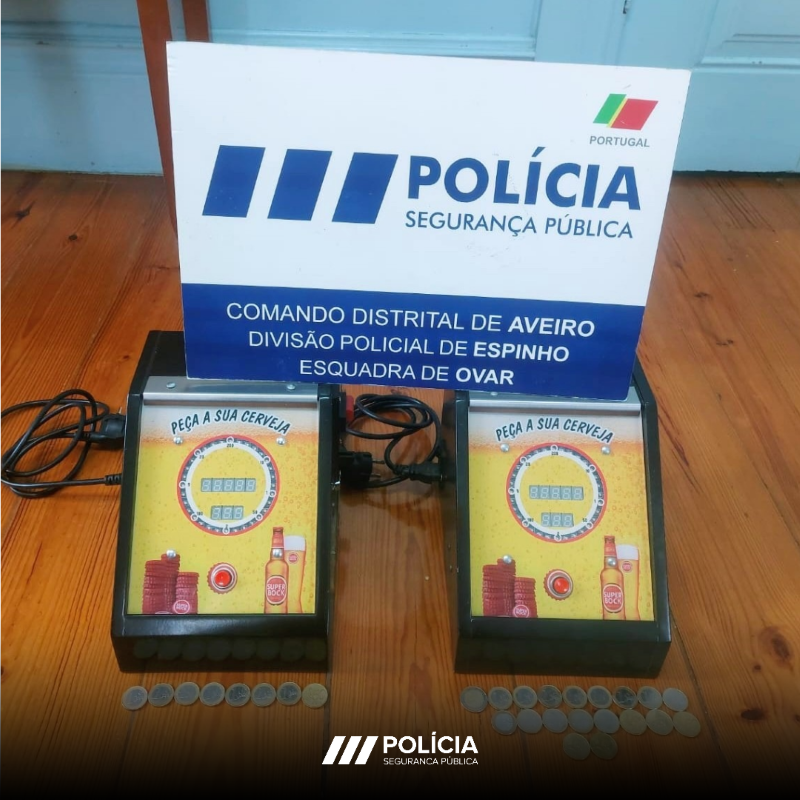 PORTUGAL
POLÍCIA
SEGURANÇA PÚBLICA
COMANDO DISTRITAL DE AVEIRO
DIVISÃO POLICIAL DE ESPINHO
ESQUADRA DE OVAR
PEÇA A SUA CERVEJA
PEÇA A SUA CERVEJA
SUPER
BOCK
SUPER
BOCK
POLÍCIA
SEGURANCA PÚBLICA